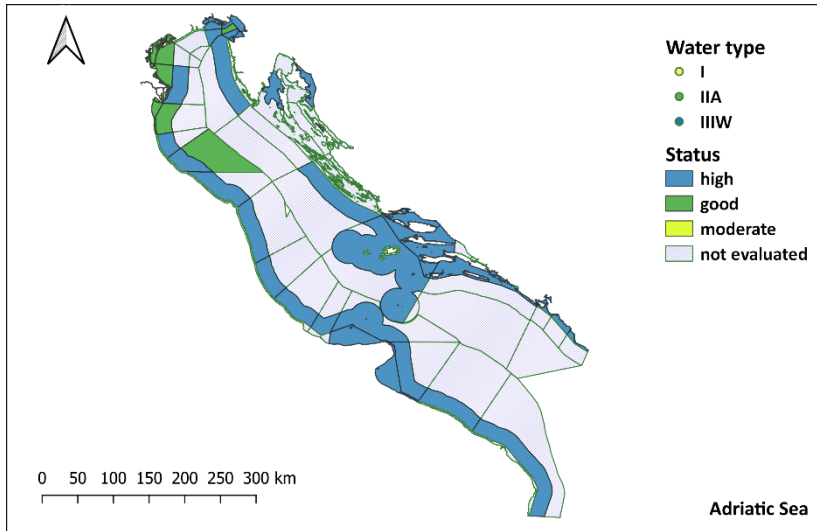 Water type
I
IIA
IIIW
Status
high
good
moderate
not evaluated
0 50 100 150 200 250 300 km
Adriatic Sea